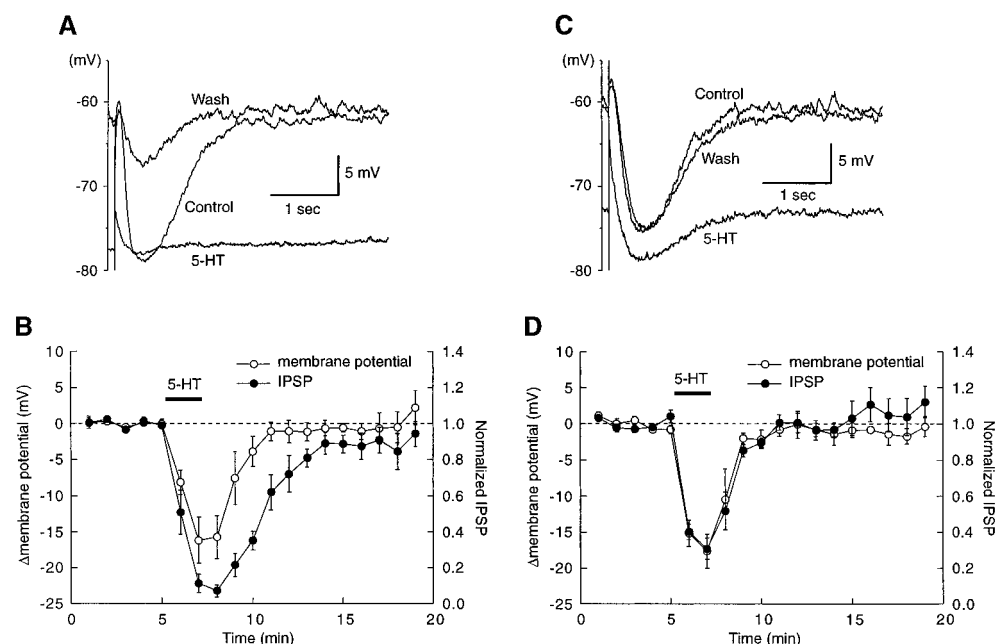 A
(mV)
-60
-70
-80
Wash
Control
5-HT
5 mV
1 sec
C
(mV)
-60
-70
-80
Control
Wash
5-HT
5 mV
1 sec
B
10
5
0
-5
-10
-15
-20
-25
Δmembrane potential (mV)
5-HT
membrane potential
IPSP
1.4
1.2
1.0
0.8
0.6
0.4
0.2
0.0
Normalized IPSP
0 5 10 15 20
Time (min)
D
10
5
0
-5
-10
-15
-20
-25
Δmembrane potential (mV)
5-HT
membrane potential
IPSP
1.4
1.2
1.0
0.8
0.6
0.4
0.2
0.0
Normalized IPSP
0 5 10 15 20
Time (min)